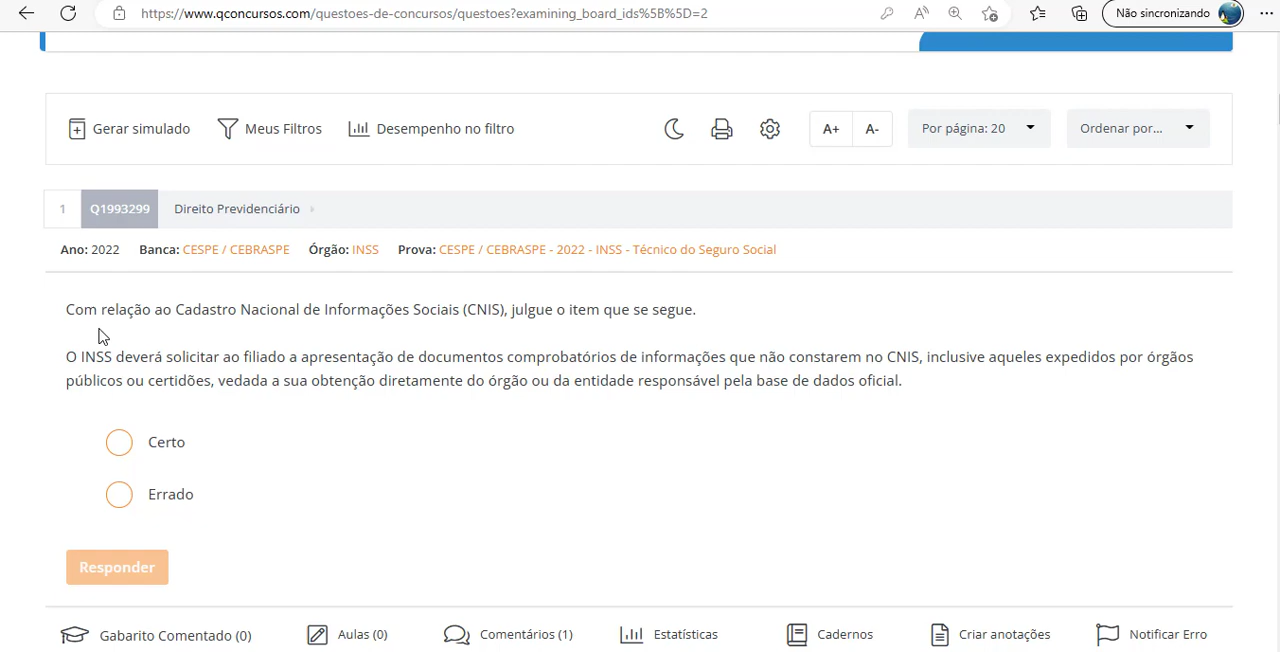 https://www.qconcursos.com/questoes-de-concursos/questoes?examining_board_ids%5B%5D=2
Não sincronizando
Gerar simulado
Meus Filtros
Desempenho no filtro
A+
A-
Por página: 20
Ordenar por...
1
Q1993299
Direito Previdenciário
Ano: 2022 Banca: CESPE / CEBRASPE Órgão: INSS Prova: CESPE / CEBRASPE - 2022 - INSS - Técnico do Seguro Social
Com relação ao Cadastro Nacional de Informações Sociais (CNIS), julgue o item que se segue.
O INSS deverá solicitar ao filiado a apresentação de documentos comprobatórios de informações que não constarem no CNIS, inclusive aqueles expedidos por órgãos
públicos ou certidões, vedada a sua obtenção diretamente do órgão ou da entidade responsável pela base de dados oficial.
Certo
Errado
Responder
Gabarito Comentado (0)
Aulas (0)
Comentários (1)
Estatísticas
Cadernos
Criar anotações
Notificar Erro